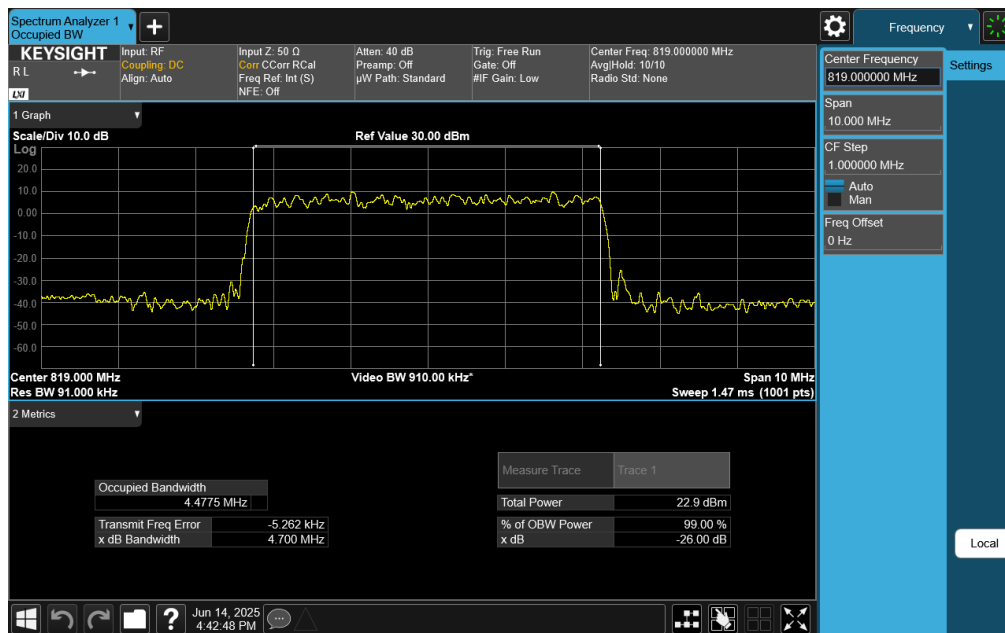 Spectrum Analyzer 1
Occupied BW
Frequency
KEYSIGHT
R L
LXI
Input: RF
Coupling: DC
Align: Auto
Input Z: 50 Ω
Corr CCorr RCal
Freq Ref: Int (S)
NFE: Off
Atten: 40 dB
Preamp: Off
µW Path: Standard
Trig: Free Run
Gate: Off
#IF Gain: Low
Center Freq: 819.000000 MHz
Avg|Hold: 10/10
Radio Std: None
Center Frequency
819.000000 MHz
Settings
Span
10.000 MHz
CF Step
1.000000 MHz
Auto
Man
Freq Offset
0 Hz
1 Graph
Scale/Div 10.0 dB
Ref Value 30.00 dBm
Log
20.0
10.0
0.00
-10.0
-20.0
-30.0
-40.0
-50.0
-60.0
Center 819.000 MHz
Video BW 910.00 kHz*
Span 10 MHz
Res BW 91.000 kHz
Sweep 1.47 ms (1001 pts)
2 Metrics
Measure Trace
Trace 1
Occupied Bandwidth
4.4775 MHz
Total Power
22.9 dBm
Transmit Freq Error
-5.262 kHz
% of OBW Power
99.00 %
x dB Bandwidth
4.700 MHz
x dB
-26.00 dB
Local
Jun 14, 2025
4:42:48 PM